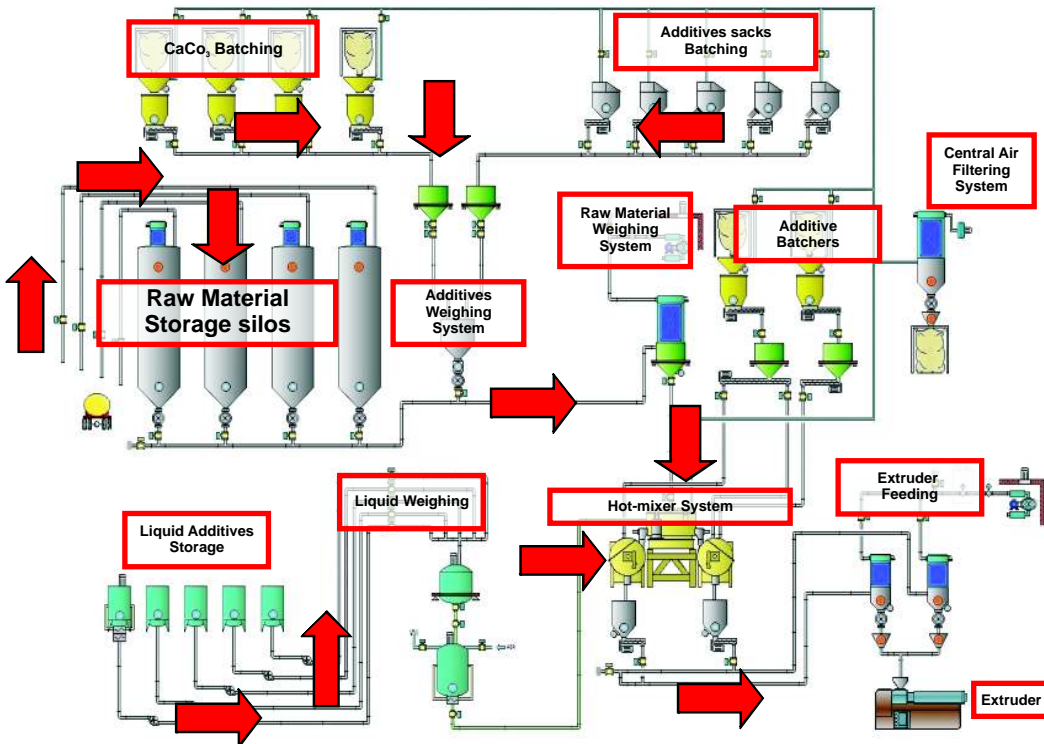 CaCo₃ Batching
Additives sacks
Batching
Central Air
Filtering
System
Raw Material
Weighing
System
Additive
Batchers
Raw Material
Storage silos
Additives
Weighing
System
Liquid Weighing
Extruder
Feeding
Hot-mixer System
Liquid Additives
Storage
Extruder